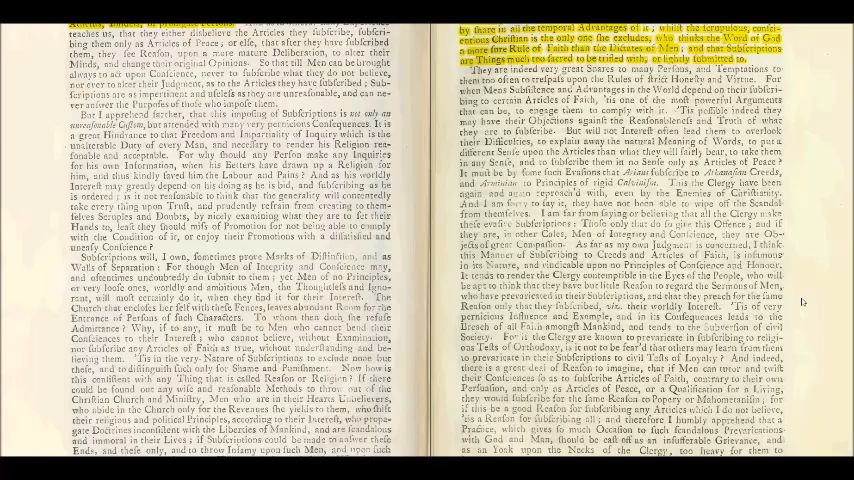 Atheists, Infidels, or profligate Persons.
teaches us, that they either disbelieve the Articles they subscribe, subscri-
bing them only as Articles of Peace; or else, that after they have subscribed
them, they see Reason, upon a more mature Deliberation, to alter their
Minds, and change their original Opinions. So that till Men can be brought
always to act upon Conscience, never to subscribe what they do not believe,
nor ever to alter their Judgment, as to the Articles they have subscribed; Sub-
scriptions are as impertinent and useless as they are unreasonable, and can ne-
ver answer the Purposes of those who impose them.
But I apprehend farther, that this imposing of Subscriptions is not only an
unreasonable Custom, but attended with many very pernicious Consequences. It is
a great Hindrance to that Freedom and Impartiality of Inquiry which is the
unalterable Duty of every Man, and necessary to render his Religion rea-
sonable and acceptable. For why should any Person make any Inquiries
for his own Information, when his Betters have drawn up a Religion for
him, and thus kindly saved him the Labour and Pains? And as his worldly
Interest may greatly depend on his doing as he is bid, and subscribing as he
is ordered; is it not reasonable to think that the generality will contentedly
take every thing upon Trust, and prudently refrain from creating to them-
selves Scruples and Doubts, by nicely examining what they are to set their
Hands to, least they should miss of Promotion for not being able to comply
with the Condition of it, or enjoy their Promotions with a dissatisfied and
uneasy Conscience?
Subscriptions will, I own, sometimes prove Marks of Distinction, and as
Walls of Separation: For though Men of Integrity and Conscience may,
and oftentimes undoubtedly do submit to them; yet Men of no Principles,
or very loose ones, worldly and ambitious Men, the Thoughtless and Igno-
rant, will most certainly do it, when they find it for their Interest. The
Church that encloses her self with these Fences, leaves abundant Room for the
Entrance of Persons of such Characters. To whom then doth she refuse
Admittance? Why, if to any, it must be to Men who cannot bend their
Consciences to their Interest; who cannot believe, without Examination,
nor subscribe any Articles of Faith as true, without understanding and be-
lieving them. 'Tis in the very Nature of Subscriptions to exclude none but
these, and to distinguish such only for Shame and Punishment. Now how is
this consistent with any Thing that is called Reason or Religion? If there
could be found out any wise and reasonable Methods to throw out of the
Christian Church and Ministry, Men who are in their Hearts Unbelievers,
who abide in the Church only for the Revenues she yields to them, who shift
their religious and political Principles, according to their Interest, who propa-
gate Doctrines inconsistent with the Liberties of Mankind, and are scandalous
and immoral in their Lives; if Subscriptions could be made to answer these
Ends, and these only, and to throw Infamy upon such Men, and upon such
by share in all the temporal Advantages of it; whilst the scrupulous, consci-
entious Christian is the only one she excludes, who thinks the Word of God
a more sure Rule of Faith than the Dictates of Men; and that Subscriptions
are Things much too sacred to be trifled with, or lightly submitted to.
They are indeed very great Snares to many Persons, and Temptations to
them too often to trespass upon the Rules of strict Honesty and Virtue. For
when Mens Subsistence and Advantages in the World depend on their subscri-
bing to certain Articles of Faith, 'tis one of the most powerful Arguments
that can be, to engage them to comply with it. 'Tis possible indeed they
may have their Objections against the Reasonableness and Truth of what
they are to subscribe. But will not Interest often lead them to overlook
their Difficulties, to explain away the natural Meaning of Words, to put a
different Sense upon the Articles than what they will fairly bear, to take them
in any Sense, and to subscribe them in no Sense only as Articles of Peace?
It must be by some such Evasions that Arians subscribe to Athanasian Creeds,
and Arminians to Principles of rigid Calvinism. This the Clergy have been
again and again reproach'd with, even by the Enemies of Christianity.
And I am sorry to say it, they have not been able to wipe off the Scandal
from themselves. I am far from saying or believing that all the Clergy make
these evasive Subscriptions: Those only that do so give this Offence; and if
they are, in other Cases, Men of Integrity and Conscience, they are Ob-
jects of great Compassion. As far as my own Judgment is concerned, I think
this Manner of Subscribing to Creeds and Articles of Faith, is infamous
in its Nature, and vindicable upon no Principles of Conscience and Honour.
It tends to render the Clergy contemptible in the Eyes of the People, who will
be apt to think that they have but little Reason to regard the Sermons of Men,
who have prevaricated in their Subscriptions, and that they preach for the same
Reason only that they subscribed, viz. their worldly Interest. 'Tis of very
pernicious Influence and Example, and in its Consequences leads to the
Breach of all Faith amongst Mankind, and tends to the Subversion of civil
Society. For if the Clergy are known to prevaricate in subscribing to religi-
ous Tests of Orthodoxy, is it not to be fear'd that others may learn from them
to prevaricate in their Subscriptions to civil Tests of Loyalty? And indeed,
there is a great deal of Reason to imagine, that if Men can tutor and twist
their Consciences so as to subscribe Articles of Faith, contrary to their own
Persuasion, and only as Articles of Peace, or a Qualification for a Living,
they would subscribe for the same Reason to Popery or Mahometanism; for
if this be a good Reason for subscribing any Articles which I do not believe,
'tis a Reason for subscribing all; and therefore I humbly apprehend that a
Practice, which gives so much Occasion to such scandalous Prevarications
with God and Man, should be cast off as an insufferable Grievance, and
as an Yoak upon the Necks of the Clergy, too heavy for them to